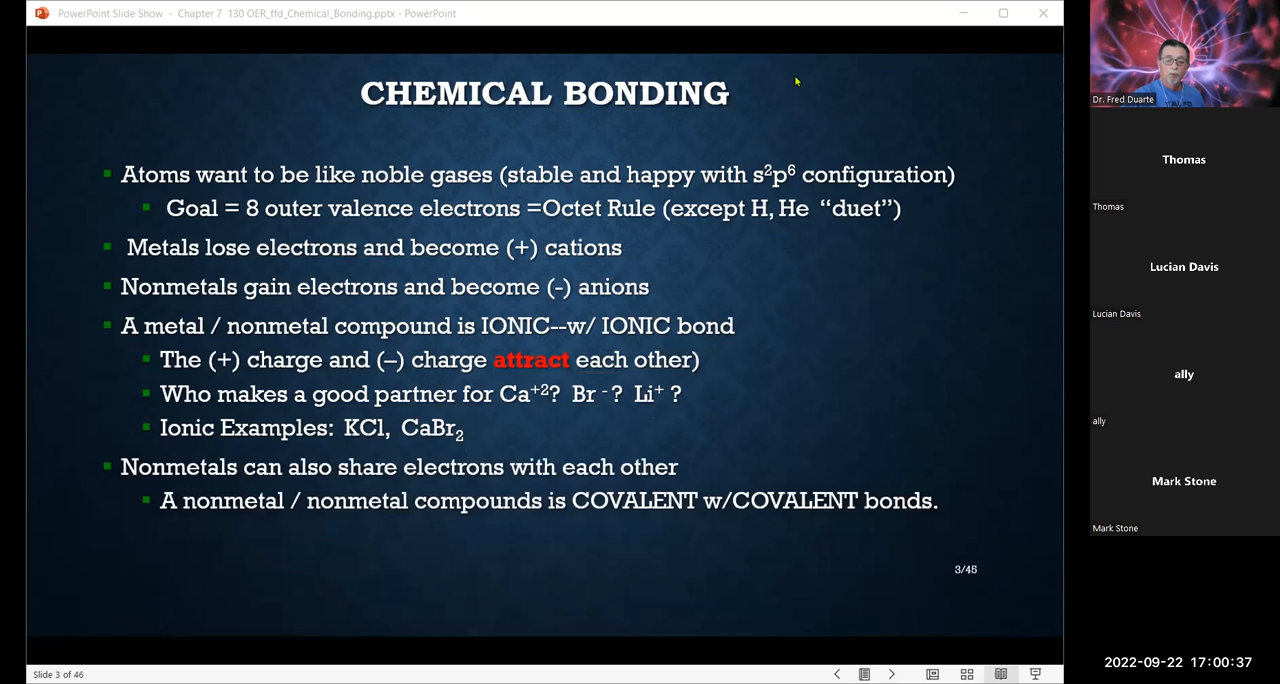 PowerPoint Slide Show - Chapter 7 130 OER_ffd_Chemical_Bonding.pptx - PowerPoint
CHEMICAL BONDING
Atoms want to be like noble gases (stable and happy with s²p⁶ configuration)
Goal = 8 outer valence electrons =Octet Rule (except H, He “duet”)
Metals lose electrons and become (+) cations
Nonmetals gain electrons and become (-) anions
A metal / nonmetal compound is IONIC--w/ IONIC bond
The (+) charge and (–) charge attract each other)
Who makes a good partner for Ca⁺²? Br ⁻ ? Li⁺ ?
Ionic Examples: KCl, CaBr₂
Nonmetals can also share electrons with each other
A nonmetal / nonmetal compounds is COVALENT w/COVALENT bonds.
3/45
Slide 3 of 46
Dr. Fred Duarte
Thomas
Thomas
Lucian Davis
Lucian Davis
ally
ally
Mark Stone
Mark Stone
2022-09-22 17:00:37